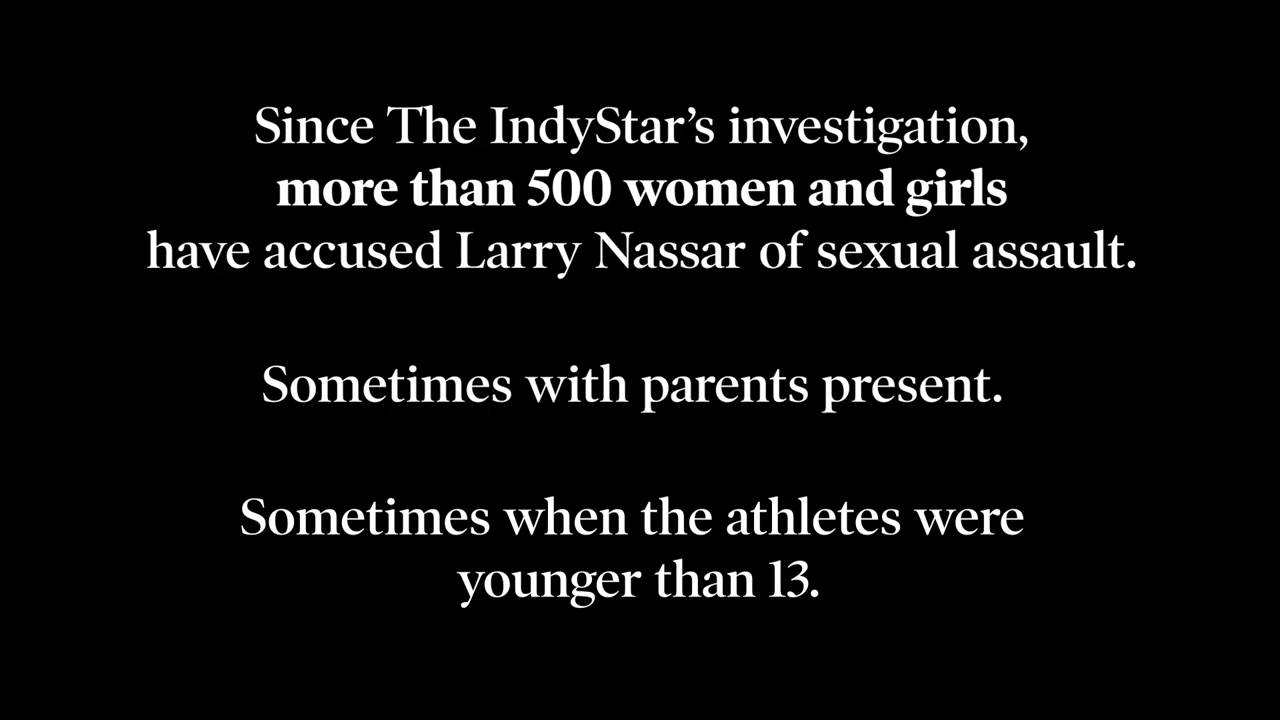 Since The IndyStar’s investigation,
more than 500 women and girls
have accused Larry Nassar of sexual assault.
Sometimes with parents present.
Sometimes when the athletes were
younger than 13.